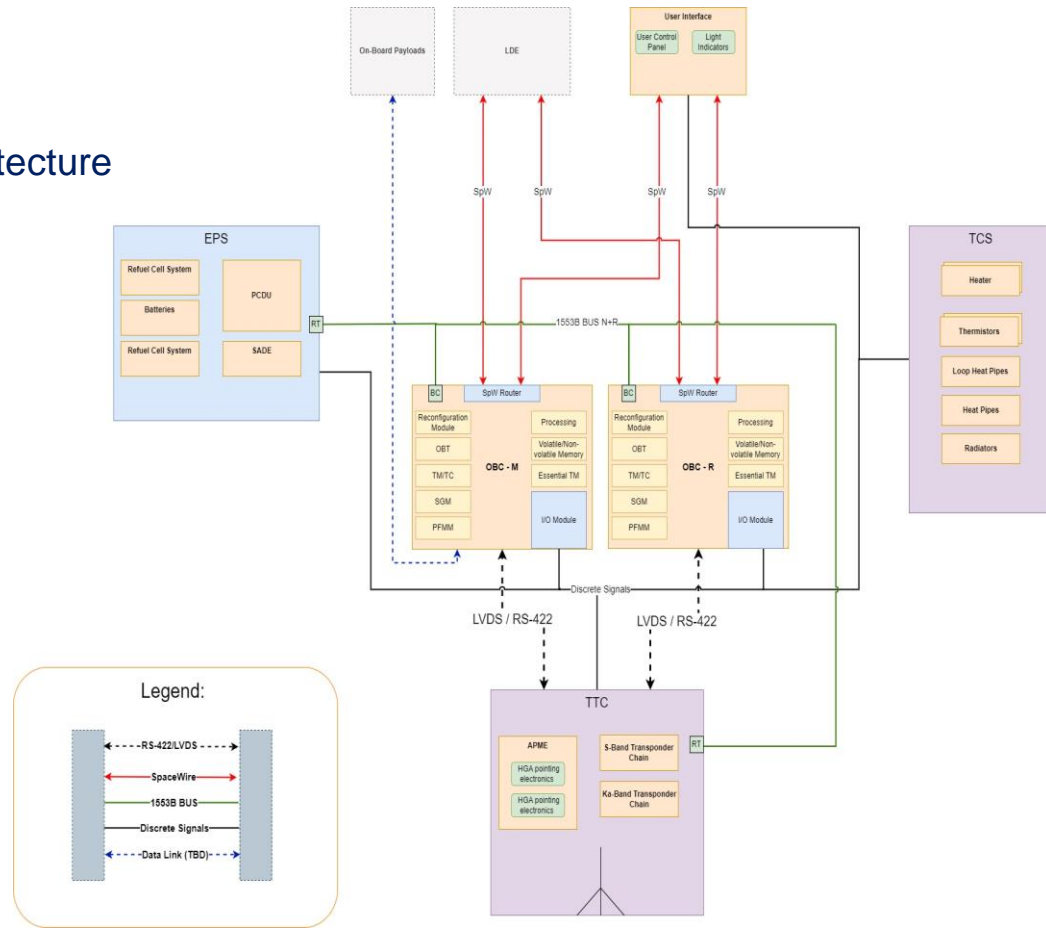 tecture
On-Board Payloads
LDE
User Interface
User Control
Panel
Light
Indicators
SpW
SpW
SpW
SpW
EPS
Refuel Cell System
Batteries
Refuel Cell System
PCDU
SADE
RT
1553B BUS N+R
TCS
Heater
Thermistors
Loop Heat Pipes
Heat Pipes
Radiators
BC
SpW Router
Reconfiguration
Module
OBT
TM/TC
SGM
PFMM
OBC - M
Processing
Volatile/Non-
volatile Memory
Essential TM
I/O Module
BC
SpW Router
Reconfiguration
Module
OBT
TM/TC
SGM
PFMM
OBC - R
Processing
Volatile/Non-
volatile Memory
Essential TM
I/O Module
Discrete Signals
LVDS / RS-422
LVDS / RS-422
TTC
APME
HGA pointing
electronics
HGA pointing
electronics
S-Band Transponder
Chain
Ka-Band Transponder
Chain
RT
Legend:
RS-422/LVDS
SpaceWire
1553B BUS
Discrete Signals
Data Link (TBD)